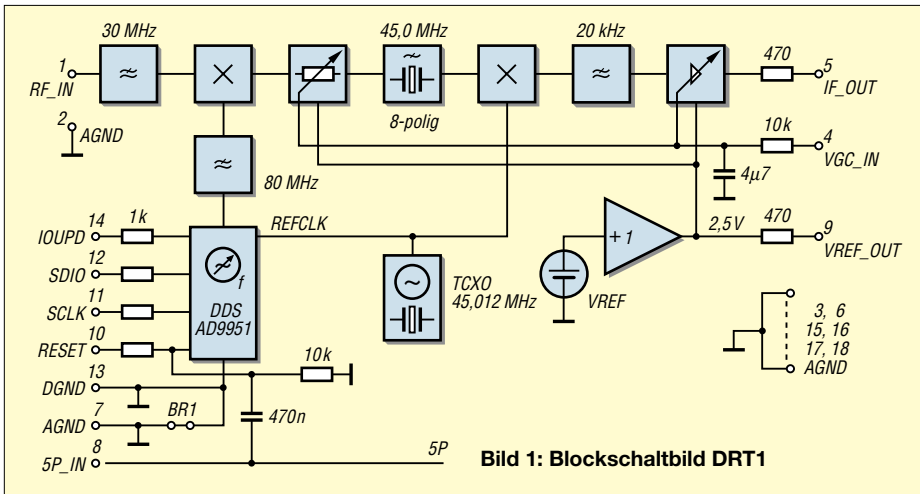 30 MHz
45,0 MHz
20 kHz
1
RF_IN
8-polig
470
5
IF_OUT
2
AGND
10k
4
VGC_IN
80 MHz
4µ7
14
IOUPD
1k
REFCLK
+1
2,5V
470
9
VREF_OUT
12
SDIO
f
11
SCLK
DDS
AD9951
TCXO
45,012 MHz
VREF
3, 6
15, 16
17, 18
AGND
10
RESET
13
DGND
10k
7
AGND
BR1
470n
8
5P_IN
5P
Bild 1: Blockschaltbild DRT1